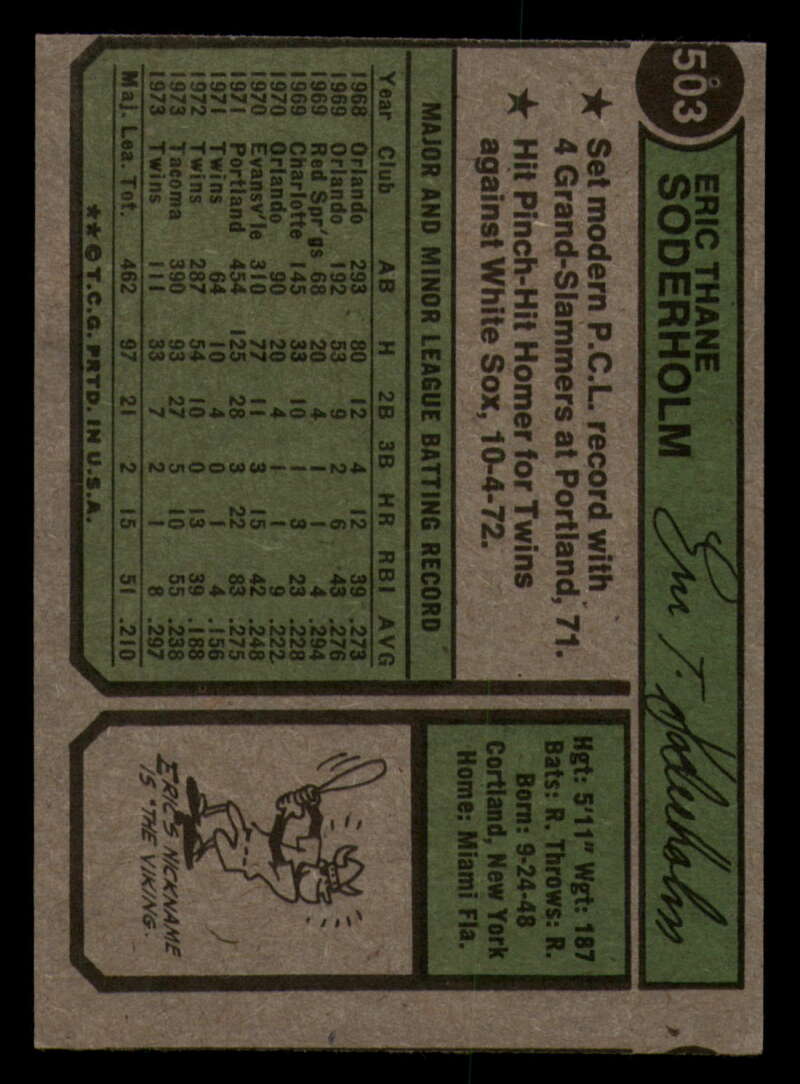 503
ERIC THANE
SODERHOLM
Eric T. Soderholm
★ Set modern P.C.L. record with
4 Grand-Slammers at Portland, 71.
★ Hit Pinch-Hit Homer for Twins
against White Sox, 10-4-72.
Hgt: 5'11" Wgt: 187
Bats: R. Throws: R.
Born: 9-24-48
Cortland, New York
Home: Miami Fla.
MAJOR AND MINOR LEAGUE BATTING RECORD
Year Club AB H 2B 3B HR RBI AVG
1968 Orlando 293 80 12 4 12 39 .273
1969 Orlando 192 53 9 2 6 43 .276
1969 Red Spr'gs 68 20 4 1 1 4 .294
1969 Charlotte 145 33 10 1 3 23 .228
1970 Orlando 90 20 4 1 1 9 .222
1970 Evansv'le 310 77 11 3 15 42 .248
1971 Portland 454 125 28 3 22 83 .275
1971 Twins 64 10 4 0 1 4 .156
1972 Twins 287 54 10 0 13 39 .188
1973 Tacoma 390 93 27 5 10 55 .238
1973 Twins 111 33 7 2 1 8 .297
Maj. Lea. Tot. 462 97 21 2 15 51 .210
★★©T.C.G. PRTD. IN U.S.A.
ERIC'S NICKNAME
IS "THE VIKING."